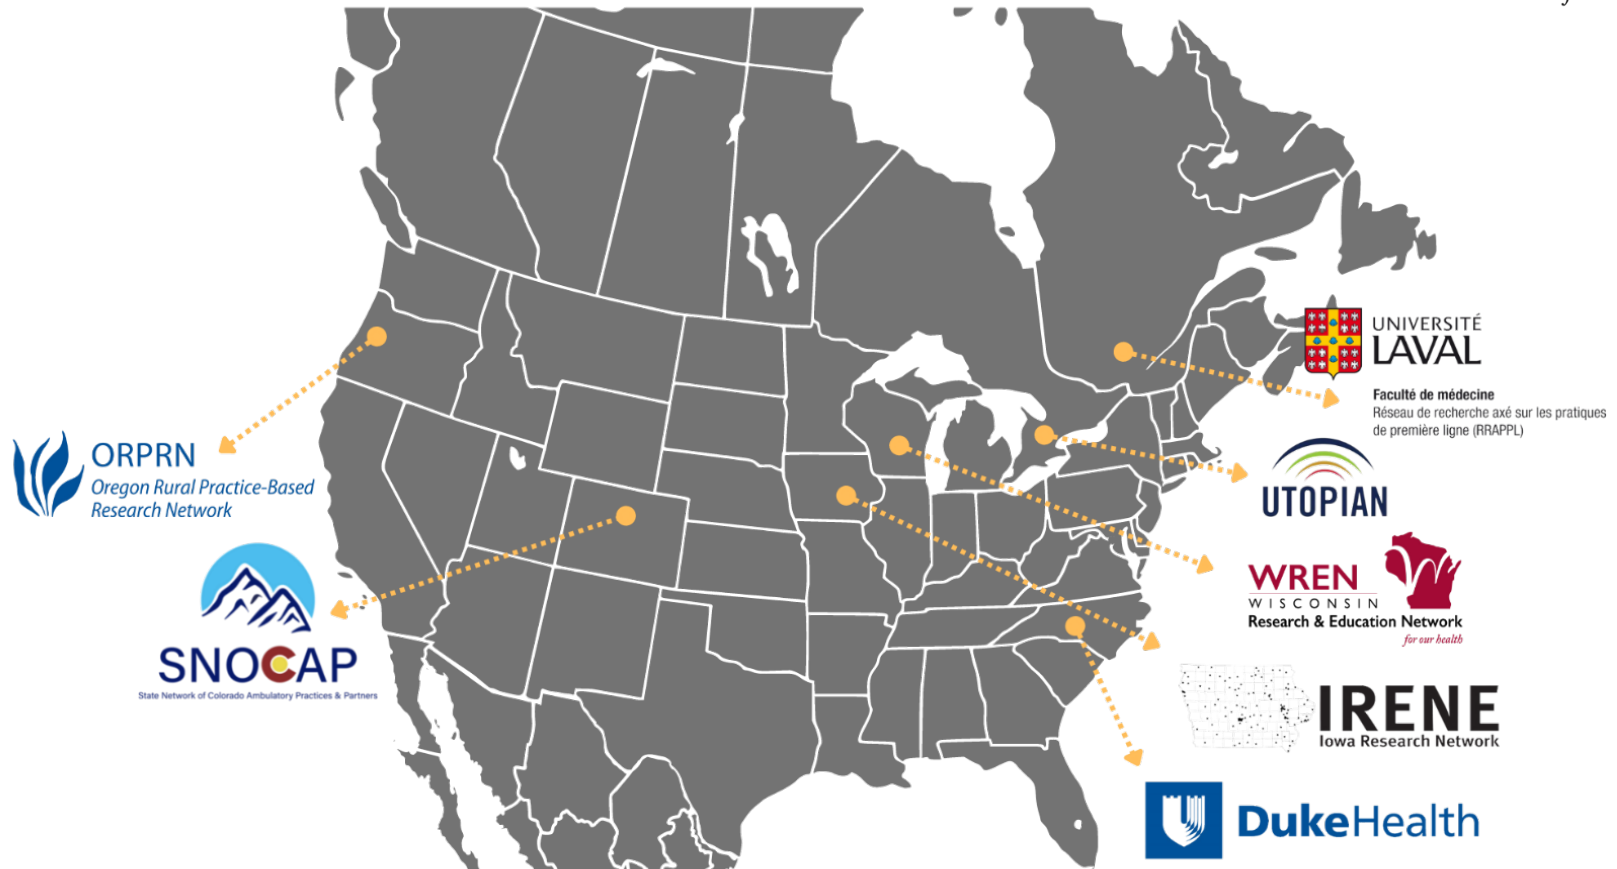 UNIVERSITÉ
LAVAL
Faculté de médecine
Réseau de recherche axé sur les pratiques
de première ligne (RRAPPL)
ORPRN
Oregon Rural Practice-Based
Research Network
UTOPIAN
WREN
WISCONSIN
Research & Education Network
for our health
SNOCAP
State Network of Colorado Ambulatory Practices & Partners
IRENE
Iowa Research Network
DukeHealth